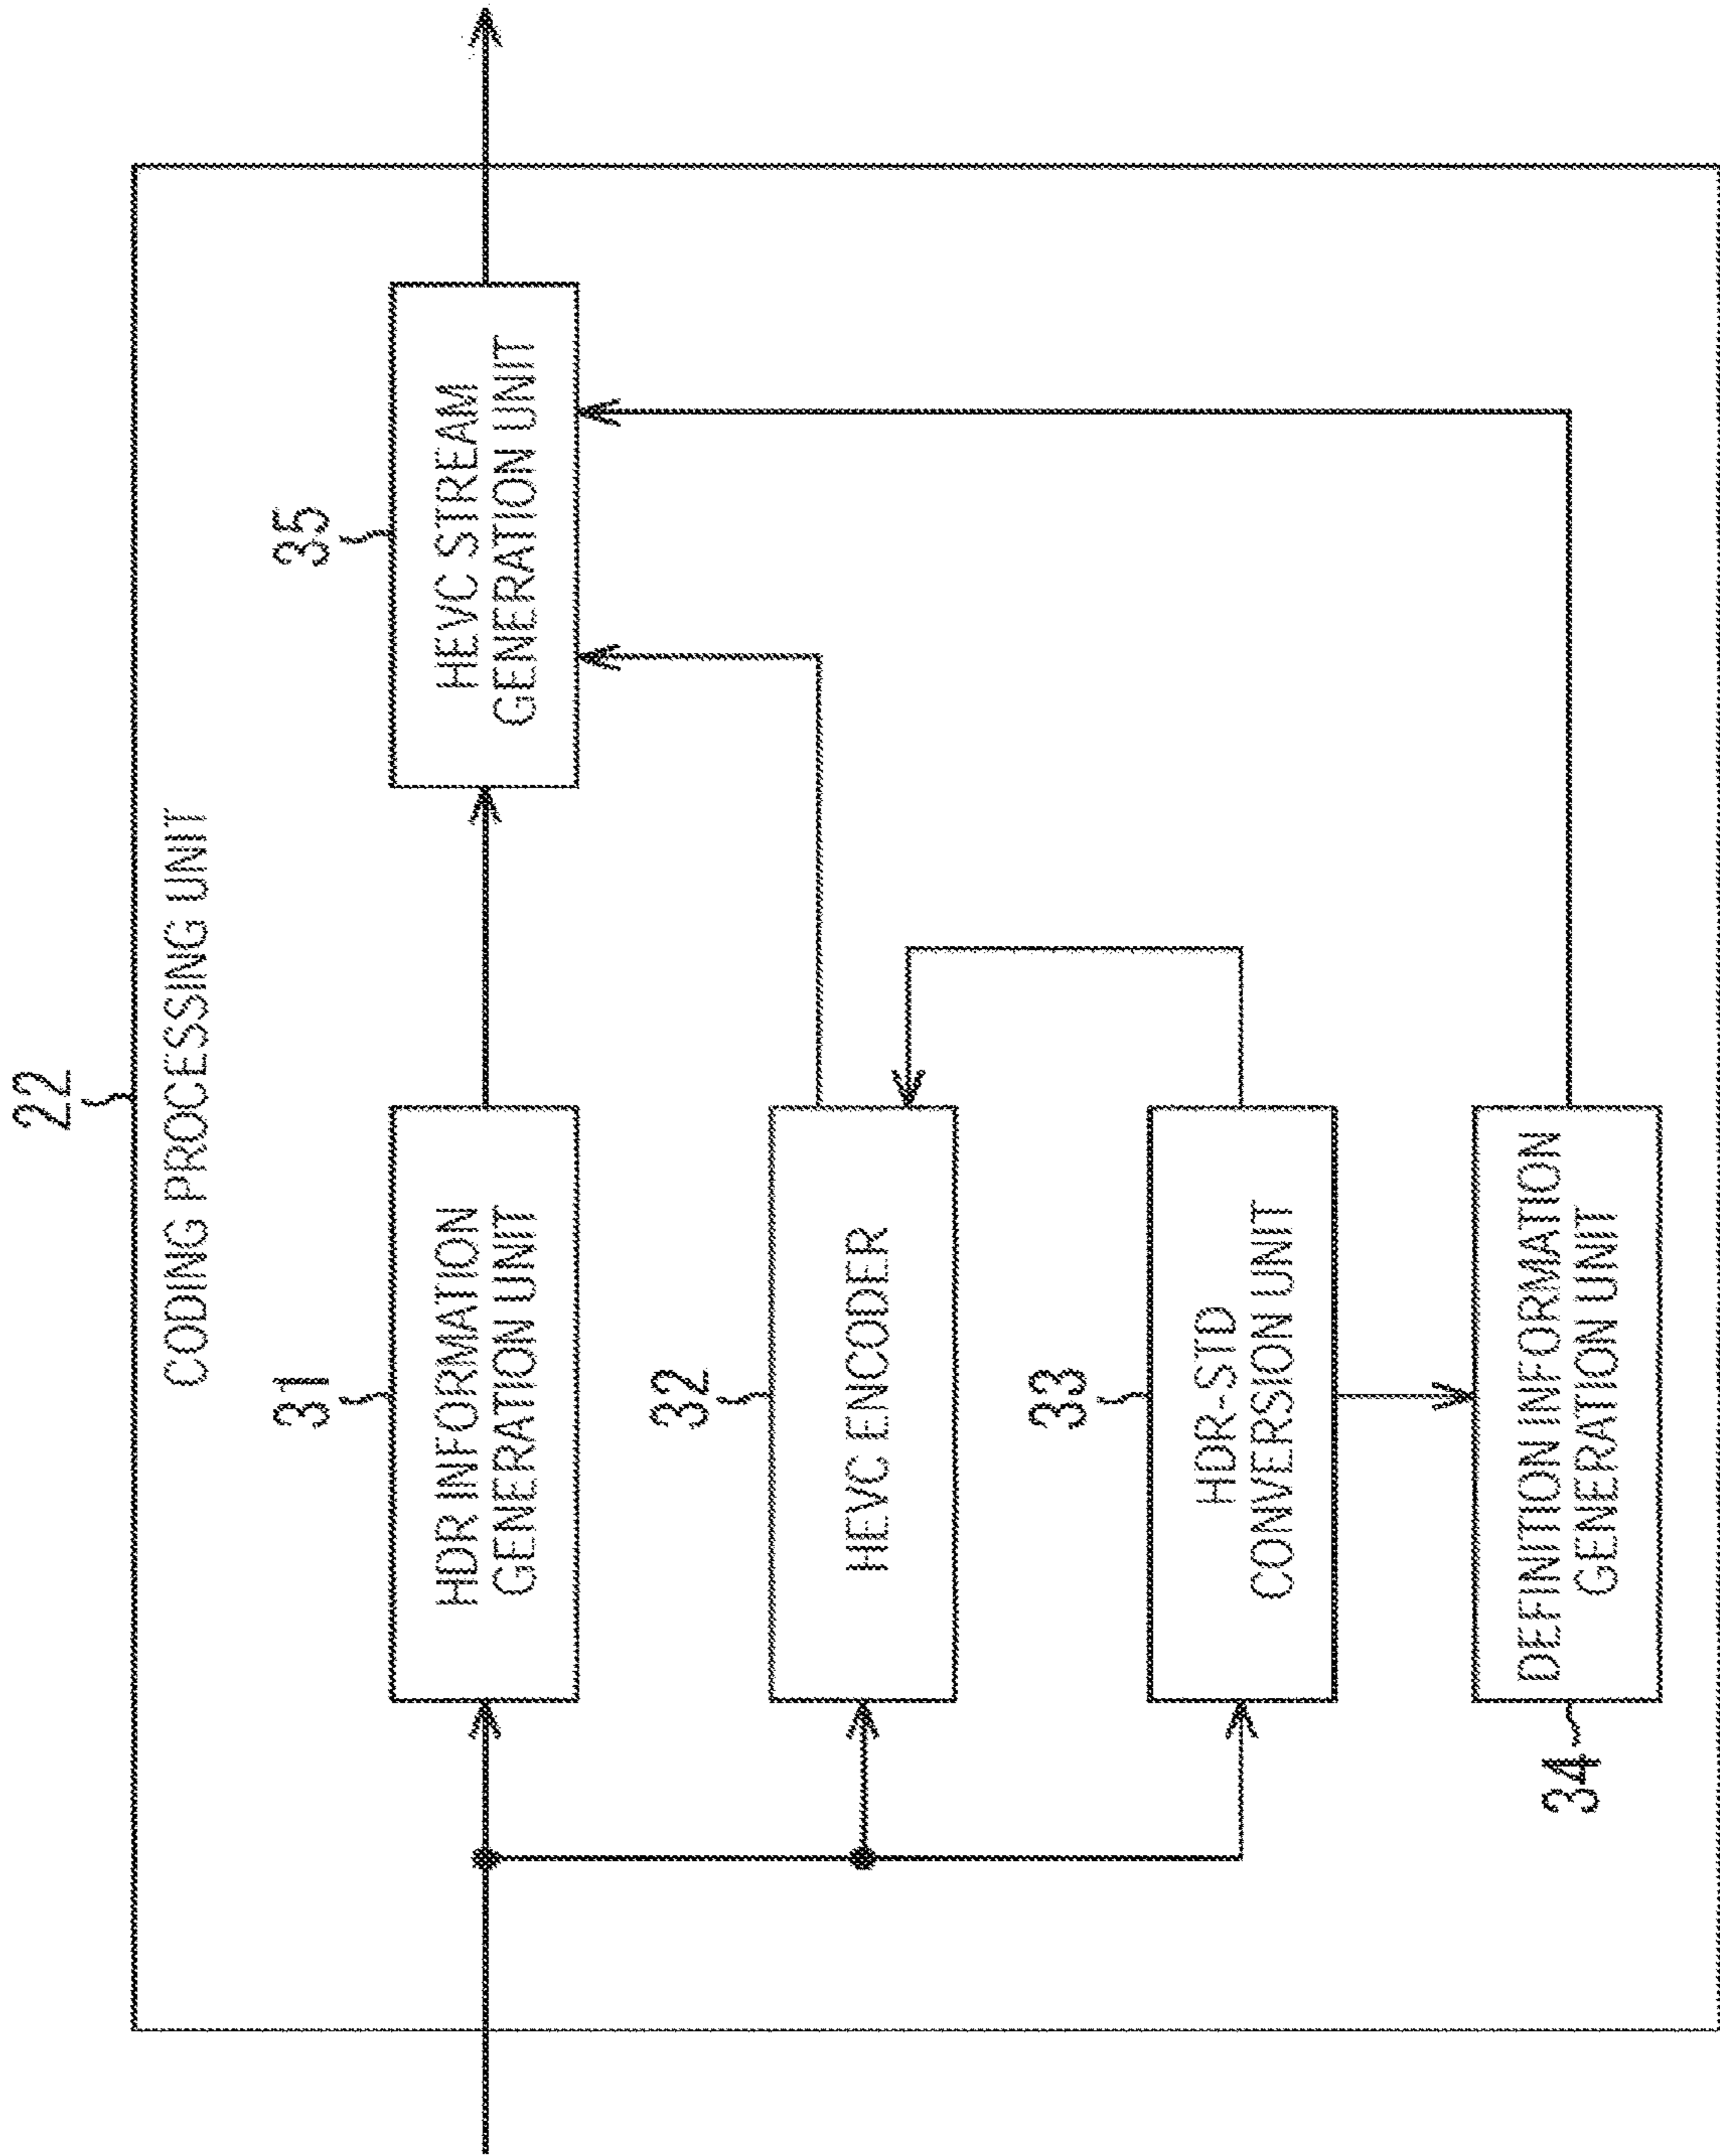 22
CODING PROCESSING UNIT
31
HDR INFORMATION
GENERATION UNIT
35
HEVC STREAM
GENERATION UNIT
32
HEVC ENCODER
33
HDR-STD
CONVERSION UNIT
34
DEFINITION INFORMATION
GENERATION UNIT